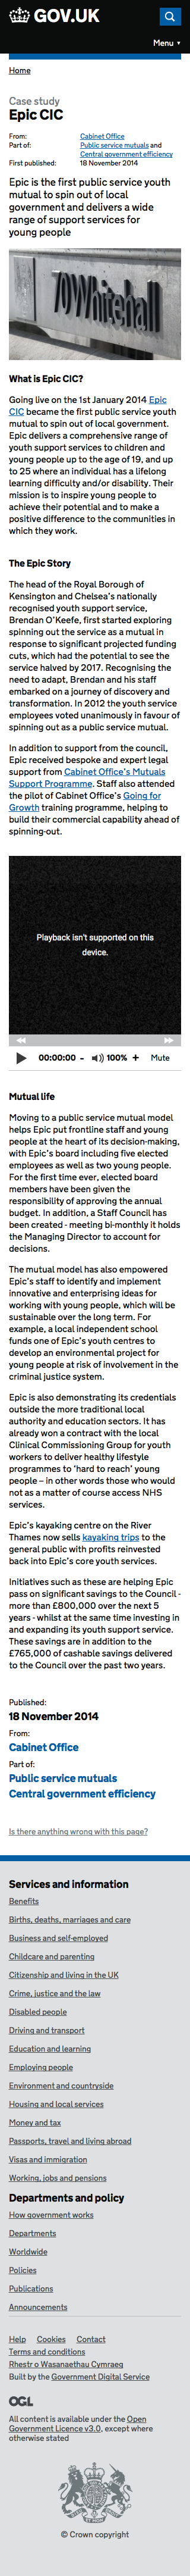 GOV.UK
Menu
Home
Case study
Epic CIC
From: Cabinet Office
Part of: Public service mutuals and
Central government efficiency
First published: 18 November 2014
Epic is the first public service youth
mutual to spin out of local
government and delivers a wide
range of support services for
young people
Whitehall
What is Epic CIC?
Going live on the 1st January 2014 Epic
CIC became the first public service youth
mutual to spin out of local government.
Epic delivers a comprehensive range of
youth support services to children and
young people up to the age of 19, and up
to 25 where an individual has a lifelong
learning difficulty and/or disability. Their
mission is to inspire young people to
achieve their potential and to make a
positive difference to the communities in
which they work.
The Epic Story
The head of the Royal Borough of
Kensington and Chelsea's nationally
recognised youth support service,
Brendan O'Keefe, first started exploring
spinning out the service as a mutual in
response to significant projected funding
cuts. The council was expecting to see the
service halved by 2017. Recognising the
need to adapt, Brendan and his staff
embarked on a journey of discovery and
transformation. In 2012 the youth service
employees voted unanimously in favour of
spinning out as a public service mutual.
In addition to support from the council,
Epic received bespoke and expert legal
support from Cabinet Office's Mutuals
Support Programme. Staff also attended
the pilot of Cabinet Office's Going for
Growth training programme, helping to
build their commercial capability ahead of
spinning-out.
Playback isn't supported on this
device.
00:00:00 - 100% + Mute
Mutual life
Moving to a public service mutual model
helps Epic put frontline staff and young
people at the heart of its decision-making,
with Epic's board including five elected
employees as well as two young people.
For the first time ever, elected board
members have been given the
responsibility of approving the annual
budget. In addition, a Staff Council has
been created - meeting bi-monthly it holds
the Managing Director to account for
decisions.
The mutual model has also empowered
Epic's staff to identify and implement
innovative and enterprising ideas for
working with young people, which will be
sustainable over the long term. For
example, a local independent school
funds one of Epic's youth centres to
develop an environmental project for
young people at risk of involvement in the
criminal justice system.
Epic is also demonstrating its credentials
outside the more traditional local
authority and education sectors. It has
already won a contract with the local
Clinical Commissioning Group for youth
workers to deliver healthy lifestyle
programmes to 'hard to reach' young
people – in other words those who would
not as a matter of course access NHS
services.
Epic's kayaking centre on the River
Thames now sells kayaking trips to the
general public with profits reinvested
back into Epic's core youth services.
Initiatives such as these are helping Epic
pass on significant savings to the Council -
more than £800,000 over the next 5
years - whilst at the same time investing in
and expanding its youth support service.
These savings are in addition to the
£765,000 of cashable savings delivered
to the Council over the past two years.
Published:
18 November 2014
From:
Cabinet Office
Part of:
Public service mutuals
Central government efficiency
Is there anything wrong with this page?
Services and information
Benefits
Births, deaths, marriages and care
Business and self-employed
Childcare and parenting
Citizenship and living in the UK
Crime, justice and the law
Disabled people
Driving and transport
Education and learning
Employing people
Environment and countryside
Housing and local services
Money and tax
Passports, travel and living abroad
Visas and immigration
Working, jobs and pensions
Departments and policy
How government works
Departments
Worldwide
Policies
Publications
Announcements
Help Cookies Contact
Terms and conditions
Rhestr o Wasanaethau Cymraeg
Built by the Government Digital Service
OGL
All content is available under the Open
Government Licence v3.0, except where
otherwise stated
© Crown copyright